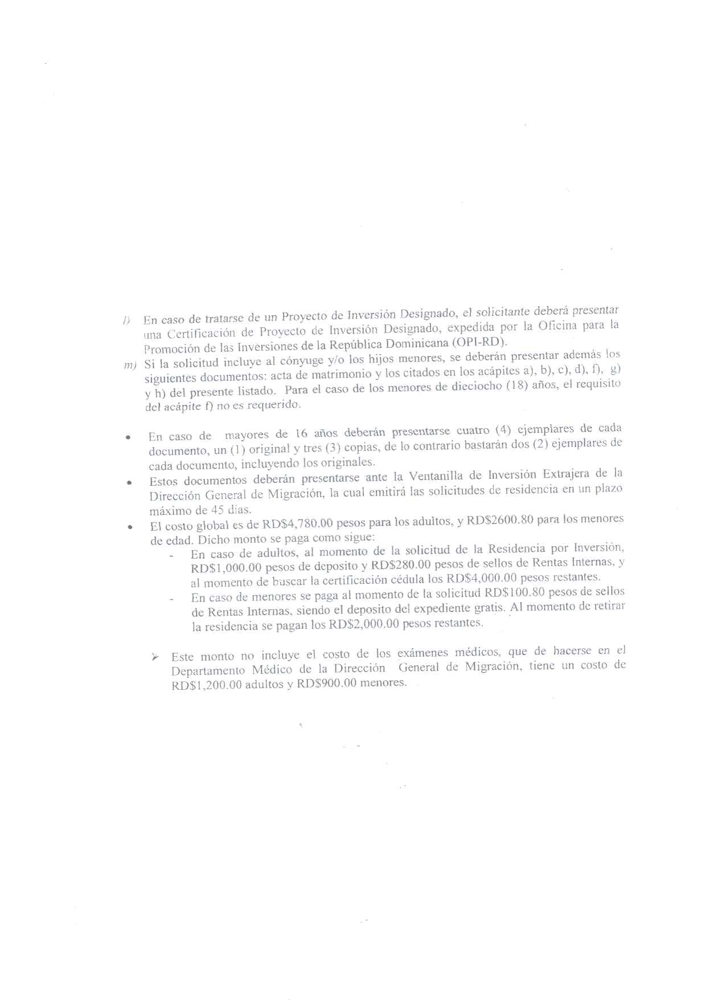 l) En caso de tratarse de un Proyecto de Inversión Designado, el solicitante deberá presentar
una Certificación de Proyecto de Inversión Designado, expedida por la Oficina para la
Promoción de las Inversiones de la República Dominicana (OPI-RD).
m) Si la solicitud incluye al cónyuge y/o los hijos menores, se deberán presentar además los
siguientes documentos: acta de matrimonio y los citados en los acápites a), b), c), d), f), g)
y h) del presente listado. Para el caso de los menores de dieciocho (18) años, el requisito
del acápite f) no es requerido.
• En caso de mayores de 16 años deberán presentarse cuatro (4) ejemplares de cada
documento, un (1) original y tres (3) copias, de lo contrario bastarán dos (2) ejemplares de
cada documento, incluyendo los originales.
• Estos documentos deberán presentarse ante la Ventanilla de Inversión Extrajera de la
Dirección General de Migración, la cual emitirá las solicitudes de residencia en un plazo
máximo de 45 días.
• El costo global es de RD$4,780.00 pesos para los adultos, y RD$2600.80 para los menores
de edad. Dicho monto se paga como sigue:
- En caso de adultos, al momento de la solicitud de la Residencia por Inversión,
RD$1,000.00 pesos de deposito y RD$280.00 pesos de sellos de Rentas Internas, y
al momento de buscar la certificación cédula los RD$4,000.00 pesos restantes.
- En caso de menores se paga al momento de la solicitud RD$100.80 pesos de sellos
de Rentas Internas, siendo el deposito del expediente gratis. Al momento de retirar
la residencia se pagan los RD$2,000.00 pesos restantes.
➢ Este monto no incluye el costo de los exámenes médicos, que de hacerse en el
Departamento Médico de la Dirección General de Migración, tiene un costo de
RD$1,200.00 adultos y RD$900.00 menores.